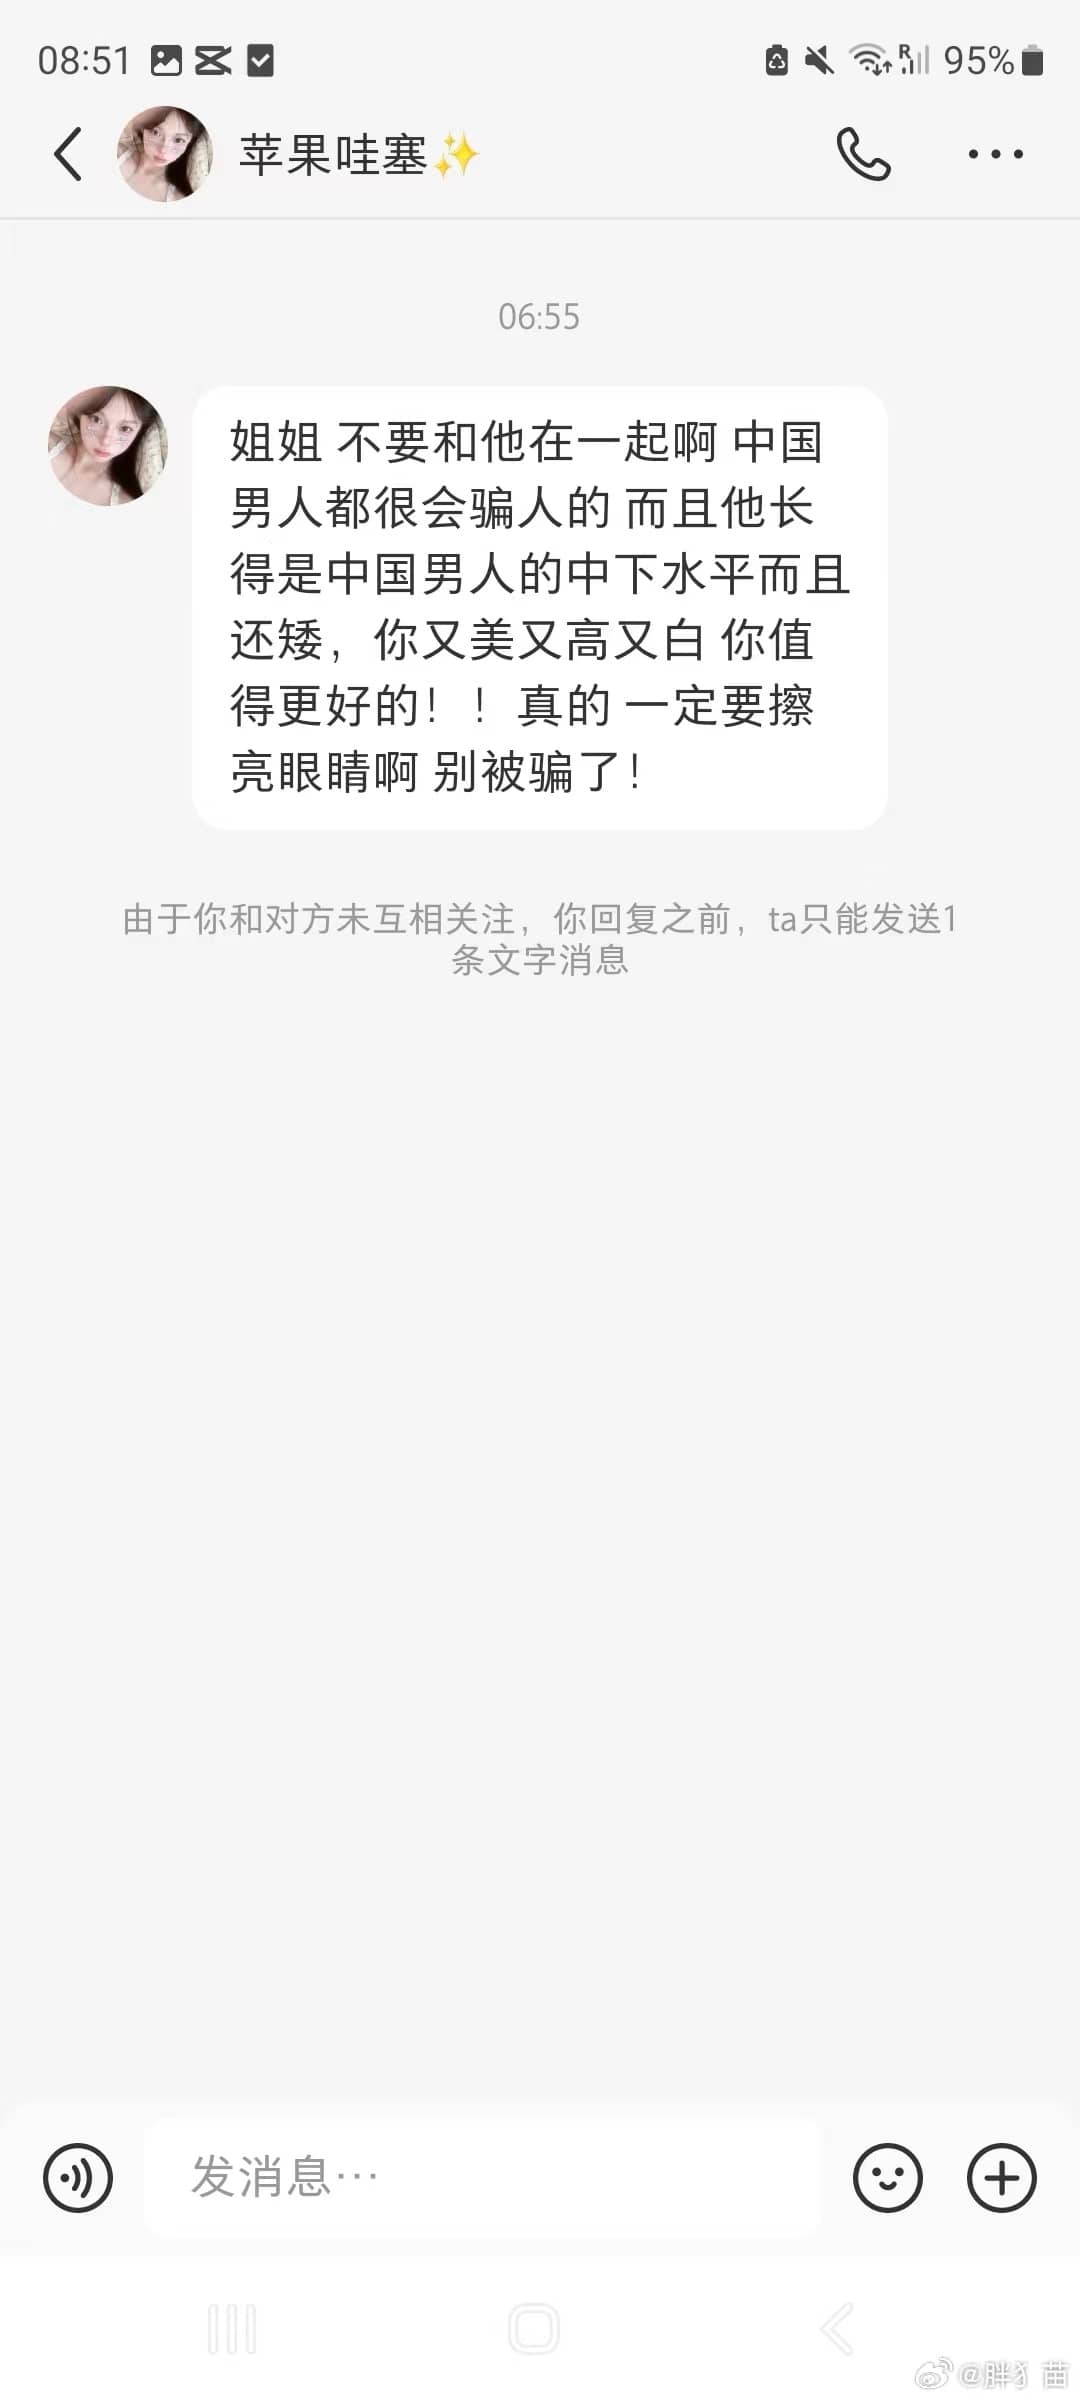 08:51
R
95%
苹果哇塞✨
06:55
姐姐 不要和他在一起啊 中国
男人都很会骗人的 而且他长
得是中国男人的中下水平而且
还矮，你又美又高又白 你值
得更好的！！真的 一定要擦
亮眼睛啊 别被骗了！
由于你和对方未互相关注，你回复之前，ta只能发送1
条文字消息
发消息…
@胖犭苗